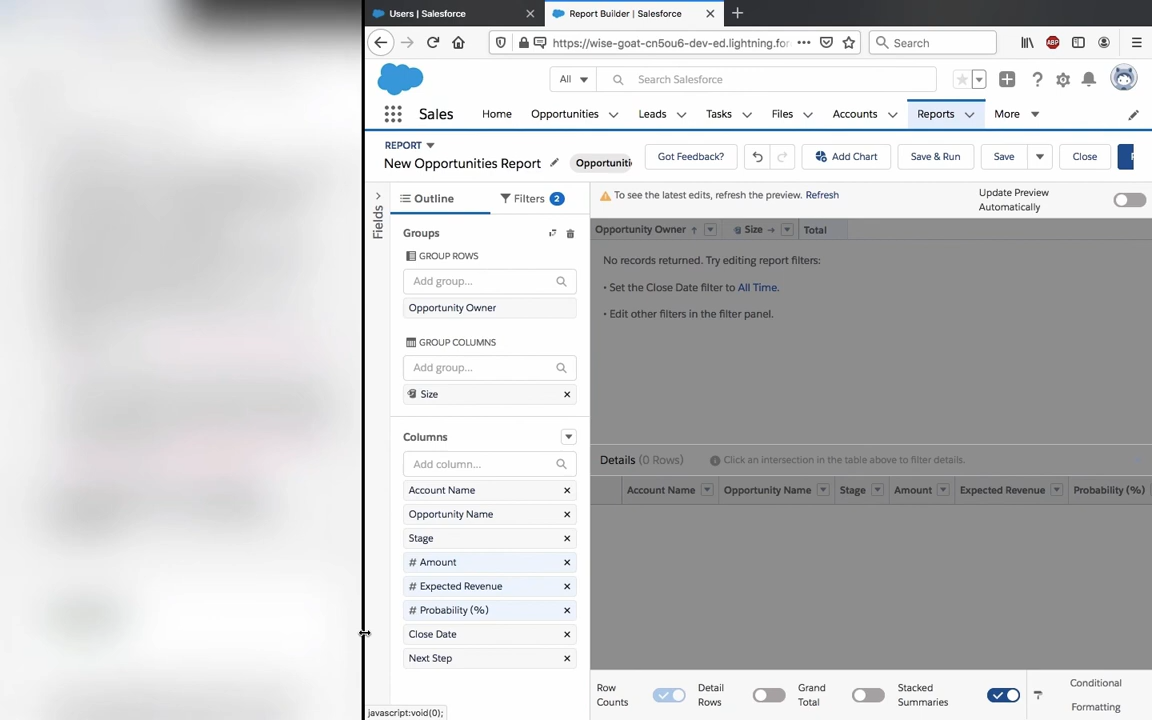 Users | Salesforce
Report Builder | Salesforce
https://wise-goat-cn5ou6-dev-ed.lightning.for
Search
ABP
All
Search Salesforce
Sales
Home
Opportunities
Leads
Tasks
Files
Accounts
Reports
More
REPORT
New Opportunities Report
Opportuniti
Got Feedback?
Add Chart
Save & Run
Save
Close
Fields
Outline
Filters
2
To see the latest edits, refresh the preview. Refresh
Update Preview
Automatically
Groups
GROUP ROWS
Add group...
Opportunity Owner
GROUP COLUMNS
Add group...
Size
Columns
Add column...
Account Name
Opportunity Name
Stage
# Amount
# Expected Revenue
# Probability (%)
Close Date
Next Step
Opportunity Owner
Size
Total
No records returned. Try editing report filters:
• Set the Close Date filter to All Time.
• Edit other filters in the filter panel.
Details (0 Rows)
Click an intersection in the table above to filter details.
Account Name
Opportunity Name
Stage
Amount
Expected Revenue
Probability (%)
Row
Counts
Detail
Rows
Grand
Total
Stacked
Summaries
Conditional
Formatting
javascript:void(0);